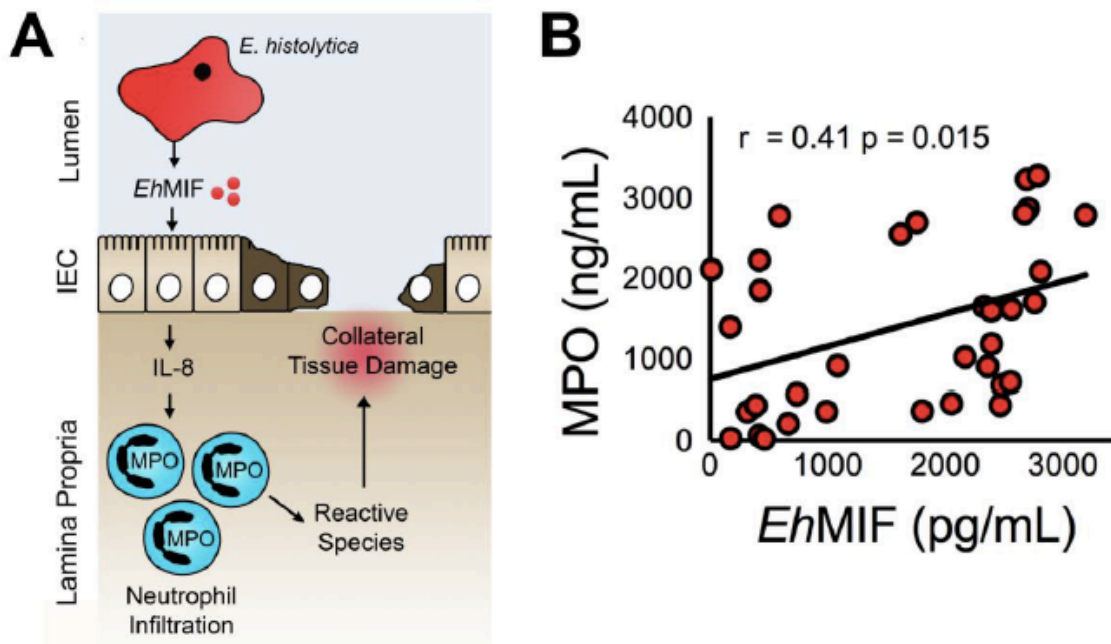 A
E. histolytica
Lumen
EhMIF
IEC
IL-8
Collateral
Tissue Damage
Lamina Propria
MPO
MPO
MPO
Reactive
Species
Neutrophil
Infiltration
B
r = 0.41 p = 0.015
MPO (ng/mL)
4000
3000
2000
1000
0
0 1000 2000 3000
EhMIF (pg/mL)